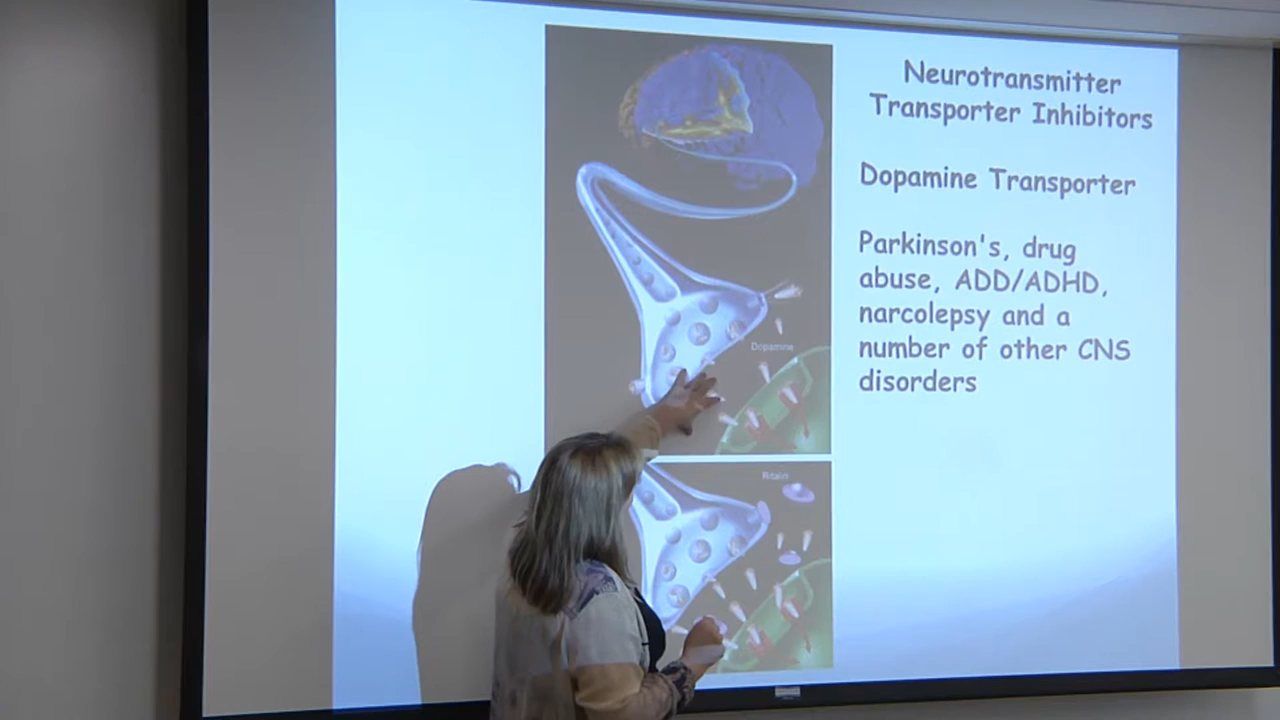 Neurotransmitter
Transporter Inhibitors
Dopamine Transporter
Parkinson's, drug
abuse, ADD/ADHD,
narcolepsy and a
number of other CNS
disorders
Dopamine
Ritalin